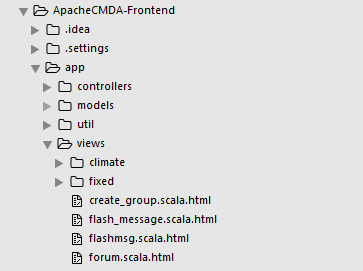 ApacheCMDA-Frontend
.idea
.settings
app
controllers
models
util
views
climate
fixed
create_group.scala.html
flash_message.scala.html
flashmsg.scala.html
forum.scala.html